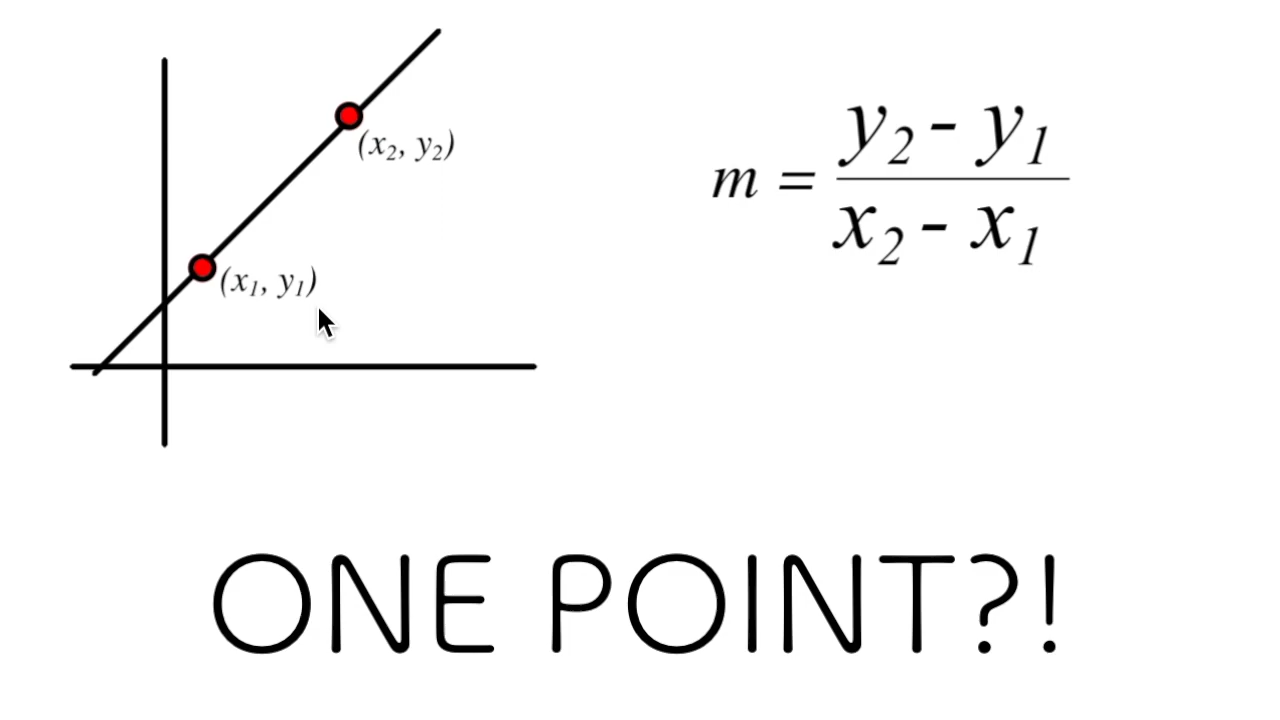 (x₂, y₂)
(x₁, y₁)
m = y₂ - y₁
x₂ - x₁
ONE POINT?!